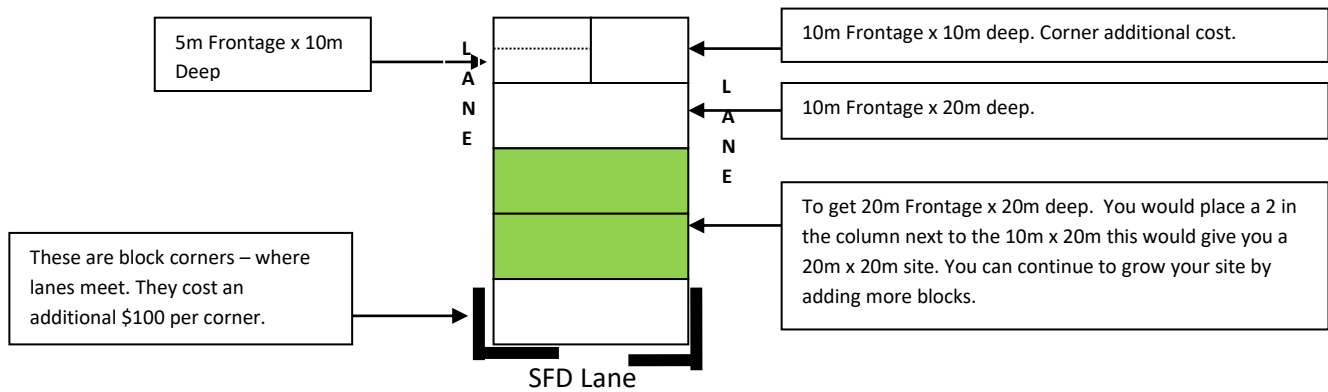 5m Frontage x 10m
Deep
L
A
N
E
10m Frontage x 10m deep. Corner additional cost.
L
A
N
E
10m Frontage x 20m deep.
To get 20m Frontage x 20m deep.  You would place a 2 in
the column next to the 10m x 20m this would give you a
20m x 20m site. You can continue to grow your site by
adding more blocks.
These are block corners – where
lanes meet. They cost an
additional $100 per corner.
SFD Lane